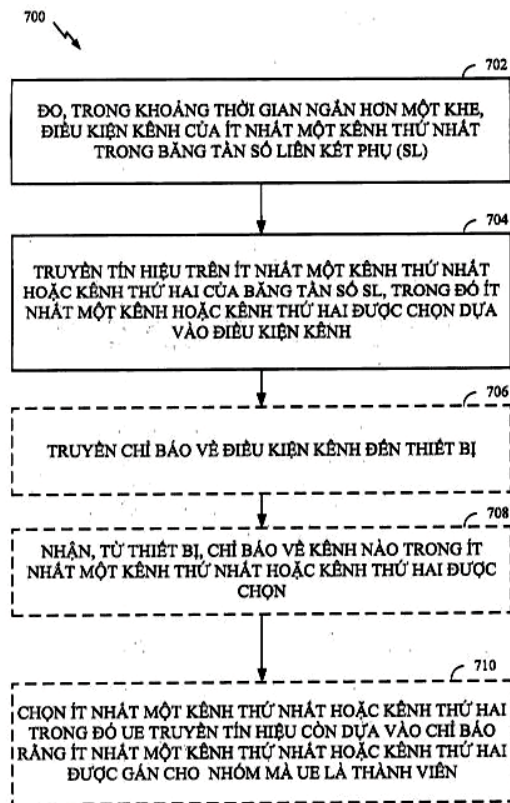 700
702
ĐO, TRONG KHOẢNG THỜI GIAN NGẮN HƠN MỘT KHE,
ĐIỀU KIỆN KÊNH CỦA ÍT NHẤT MỘT KÊNH THỨ NHẤT
TRONG BĂNG TẦN SỐ LIÊN KẾT PHỤ (SL)
704
TRUYỀN TÍN HIỆU TRÊN ÍT NHẤT MỘT KÊNH THỨ NHẤT
HOẶC KÊNH THỨ HAI CỦA BĂNG TẦN SỐ SL, TRONG ĐÓ ÍT
NHẤT MỘT KÊNH HOẶC KÊNH THỨ HAI ĐƯỢC CHỌN DỰA
VÀO ĐIỀU KIỆN KÊNH
706
TRUYỀN CHỈ BÁO VỀ ĐIỀU KIỆN KÊNH ĐẾN THIẾT BỊ
708
NHẬN, TỪ THIẾT BỊ, CHỈ BÁO VỀ KÊNH NÀO TRONG ÍT
NHẤT MỘT KÊNH THỨ NHẤT HOẶC KÊNH THỨ HAI ĐƯỢC
CHỌN
710
CHỌN ÍT NHẤT MỘT KÊNH THỨ NHẤT HOẶC KÊNH THỨ HAI
TRONG ĐÓ UE TRUYỀN TÍN HIỆU CÒN DỰA VÀO CHỈ BÁO
RẰNG ÍT NHẤT MỘT KÊNH THỨ NHẤT HOẶC KÊNH THỨ HAI
ĐƯỢC GÁN CHO NHÓM MÀ UE LÀ THÀNH VIÊN